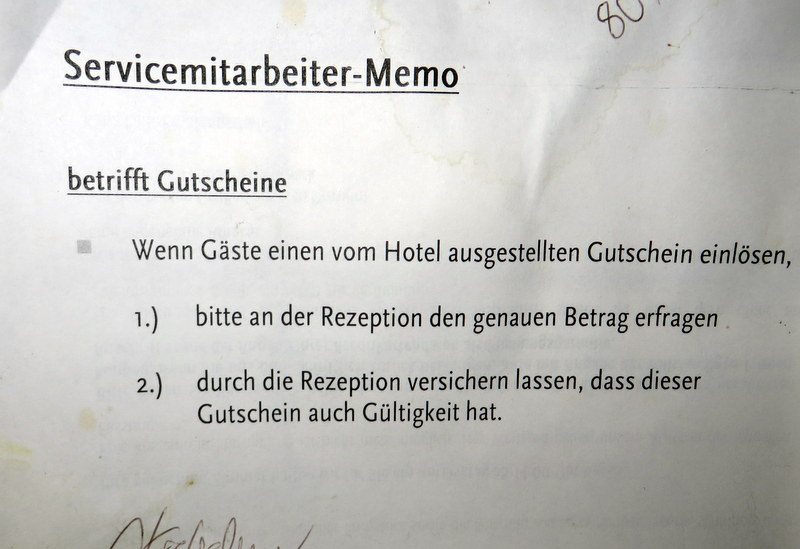 80
Servicemitarbeiter-Memo
betrifft Gutscheine
Wenn Gäste einen vom Hotel ausgestellten Gutschein einlösen,
1.) bitte an der Rezeption den genauen Betrag erfragen
2.) durch die Rezeption versichern lassen, dass dieser
Gutschein auch Gültigkeit hat.